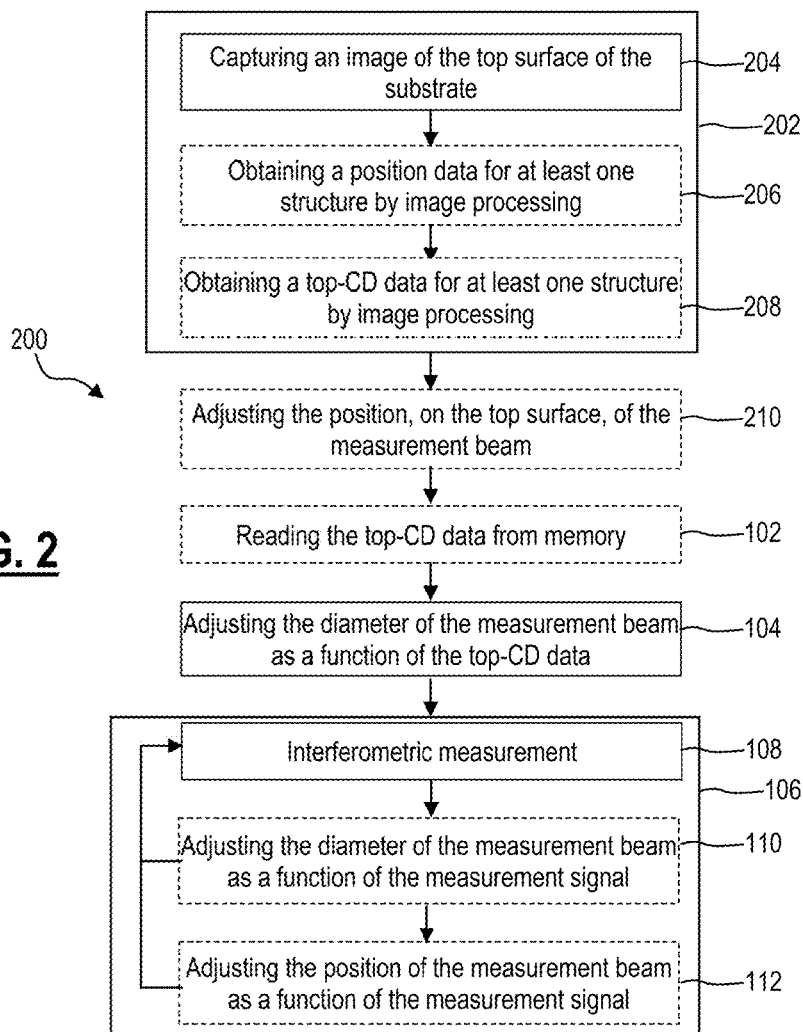 Capturing an image of the top surface of the
substrate
204
202
Obtaining a position data for at least one
structure by image processing
206
Obtaining a top-CD data for at least one structure
by image processing
208
200
Adjusting the position, on the top surface, of the
measurement beam
210
G. 2
Reading the top-CD data from memory
102
Adjusting the diameter of the measurement beam
as a function of the top-CD data
104
Interferometric measurement
108
106
Adjusting the diameter of the measurement beam
as a function of the measurement signal
110
Adjusting the position of the measurement beam
as a function of the measurement signal
112